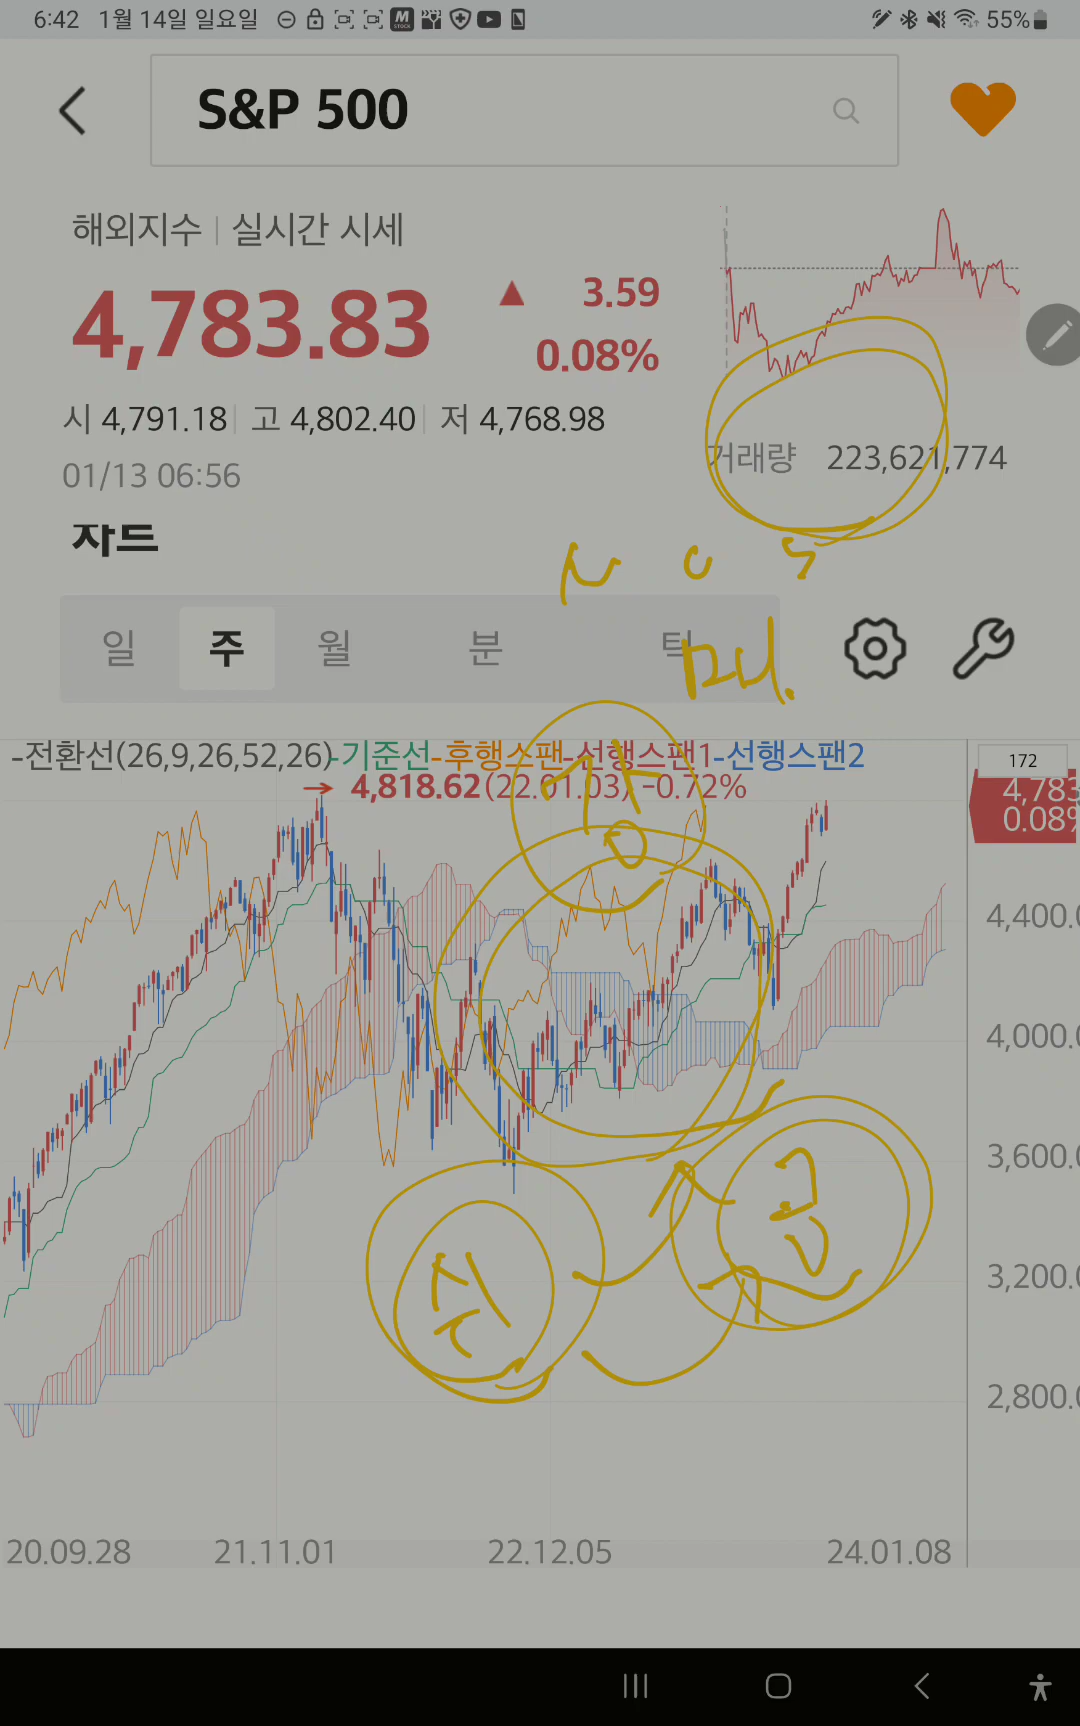 6:42 1월 14일 일요일 55%
S&P 500
해외지수 | 실시간 시세
4,783.83 ▲ 3.59
0.08%
시 4,791.18 | 고 4,802.40 | 저 4,768.98
거래량 223,621,774
01/13 06:56
차트
일 주 월 분 틱
-전환선(26,9,26,52,26)-기준선-후행스팬-선행스팬1-선행스팬2
→ 4,818.62(22.01.03) -0.72%
172
4,783
0.08%
4,400.0
4,000.0
3,600.0
3,200.0
2,800.0
20.09.28 21.11.01 22.12.05 24.01.08